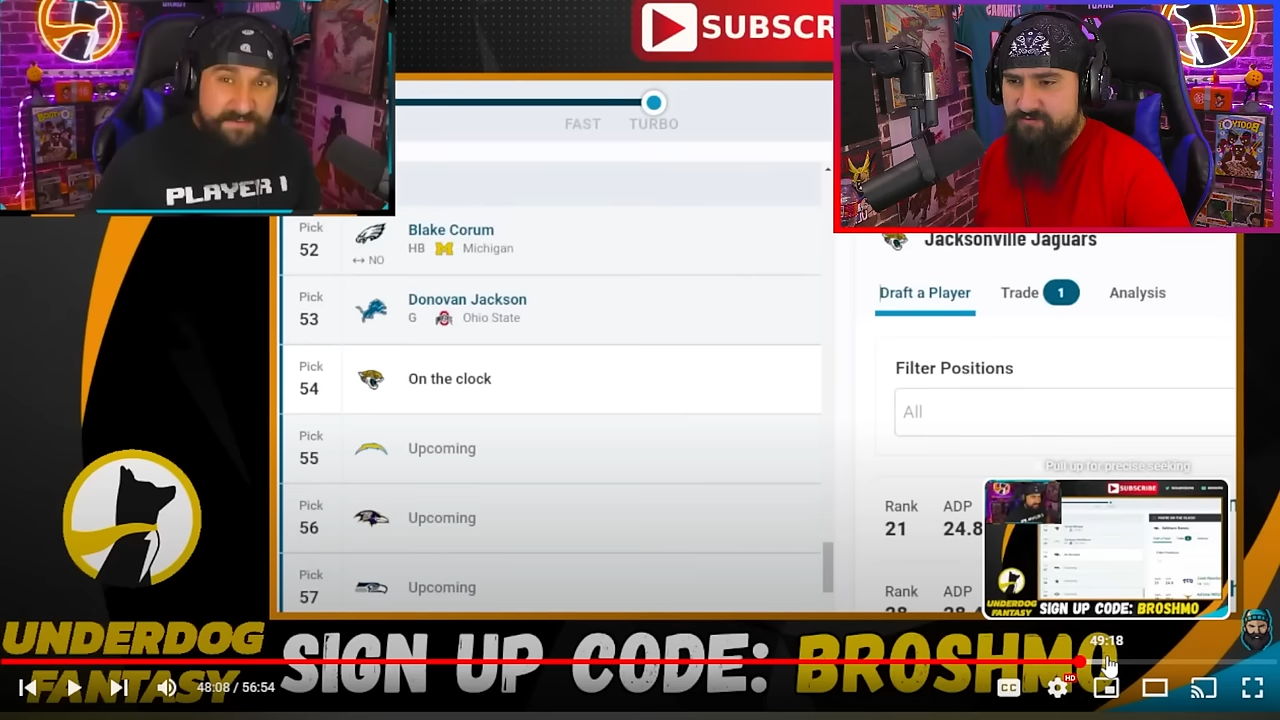 SUBSCR
PLAYER 1
FAST TURBO
Pick
52
Blake Corum
HB M Michigan
↔ NO
Pick
53
Donovan Jackson
G Ohio State
Pick
54
On the clock
Pick
55
Upcoming
Pick
56
Upcoming
Pick
57
Upcoming
Jacksonville Jaguars
Draft a Player Trade 1 Analysis
Filter Positions
All
Pull up for precise seeking
Rank ADP
21 24.8
Rank ADP
SUBSCRIBE
UNDERDOG
FANTASY
SIGN UP CODE: BROSHMO
49:18
UNDERDOG
FANTASY
SIGN UP CODE: BROSHMO
48:08 / 56:54
CC
HD